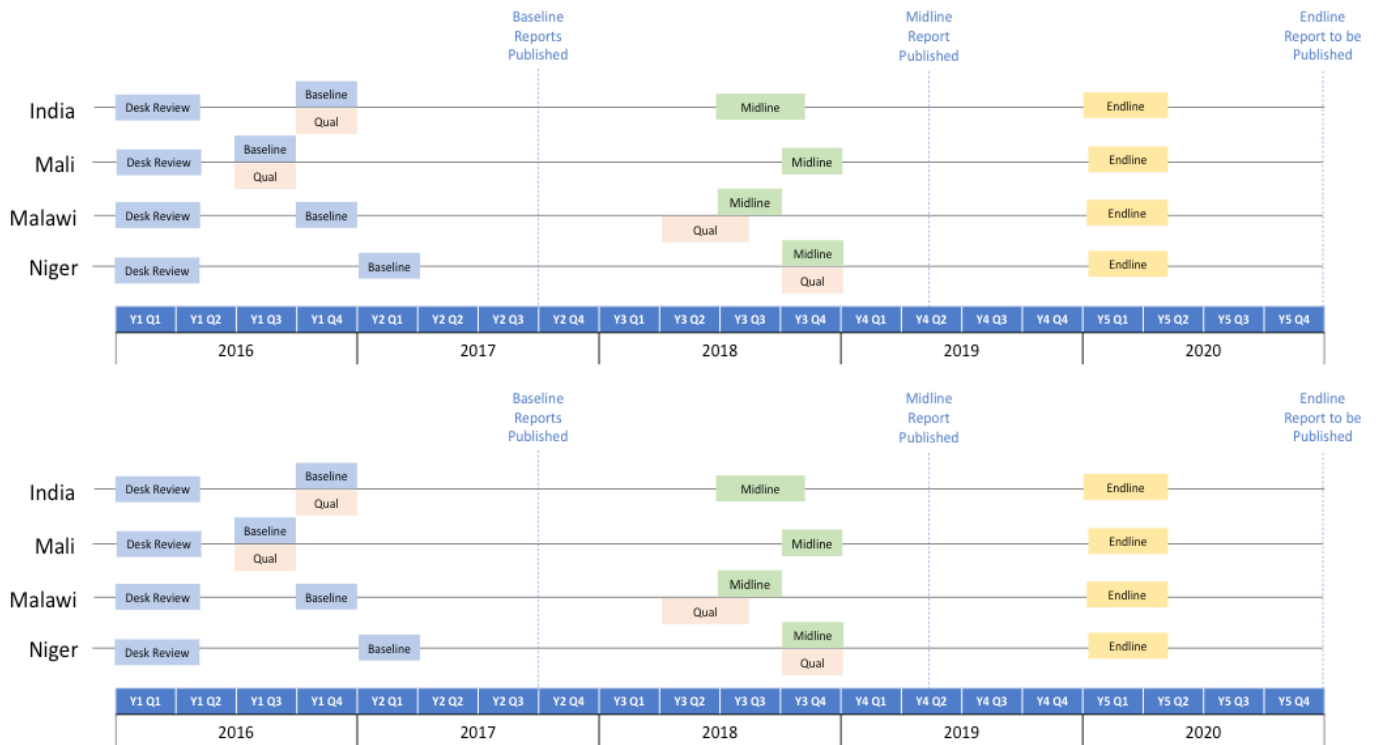 Baseline
Reports
Published
Midline
Report
Published
Endline
Report to be
Published
India
Desk Review
Baseline
Qual
Midline
Endline
Mali
Desk Review
Baseline
Qual
Midline
Endline
Malawi
Desk Review
Baseline
Midline
Qual
Endline
Niger
Desk Review
Baseline
Midline
Qual
Endline
Y1 Q1 Y1 Q2 Y1 Q3 Y1 Q4 Y2 Q1 Y2 Q2 Y2 Q3 Y2 Q4 Y3 Q1 Y3 Q2 Y3 Q3 Y3 Q4 Y4 Q1 Y4 Q2 Y4 Q3 Y4 Q4 Y5 Q1 Y5 Q2 Y5 Q3 Y5 Q4
2016 2017 2018 2019 2020
Baseline
Reports
Published
Midline
Report
Published
Endline
Report to be
Published
India
Desk Review
Baseline
Qual
Midline
Endline
Mali
Desk Review
Baseline
Qual
Midline
Endline
Malawi
Desk Review
Baseline
Midline
Qual
Endline
Niger
Desk Review
Baseline
Midline
Qual
Endline
Y1 Q1 Y1 Q2 Y1 Q3 Y1 Q4 Y2 Q1 Y2 Q2 Y2 Q3 Y2 Q4 Y3 Q1 Y3 Q2 Y3 Q3 Y3 Q4 Y4 Q1 Y4 Q2 Y4 Q3 Y4 Q4 Y5 Q1 Y5 Q2 Y5 Q3 Y5 Q4
2016 2017 2018 2019 2020